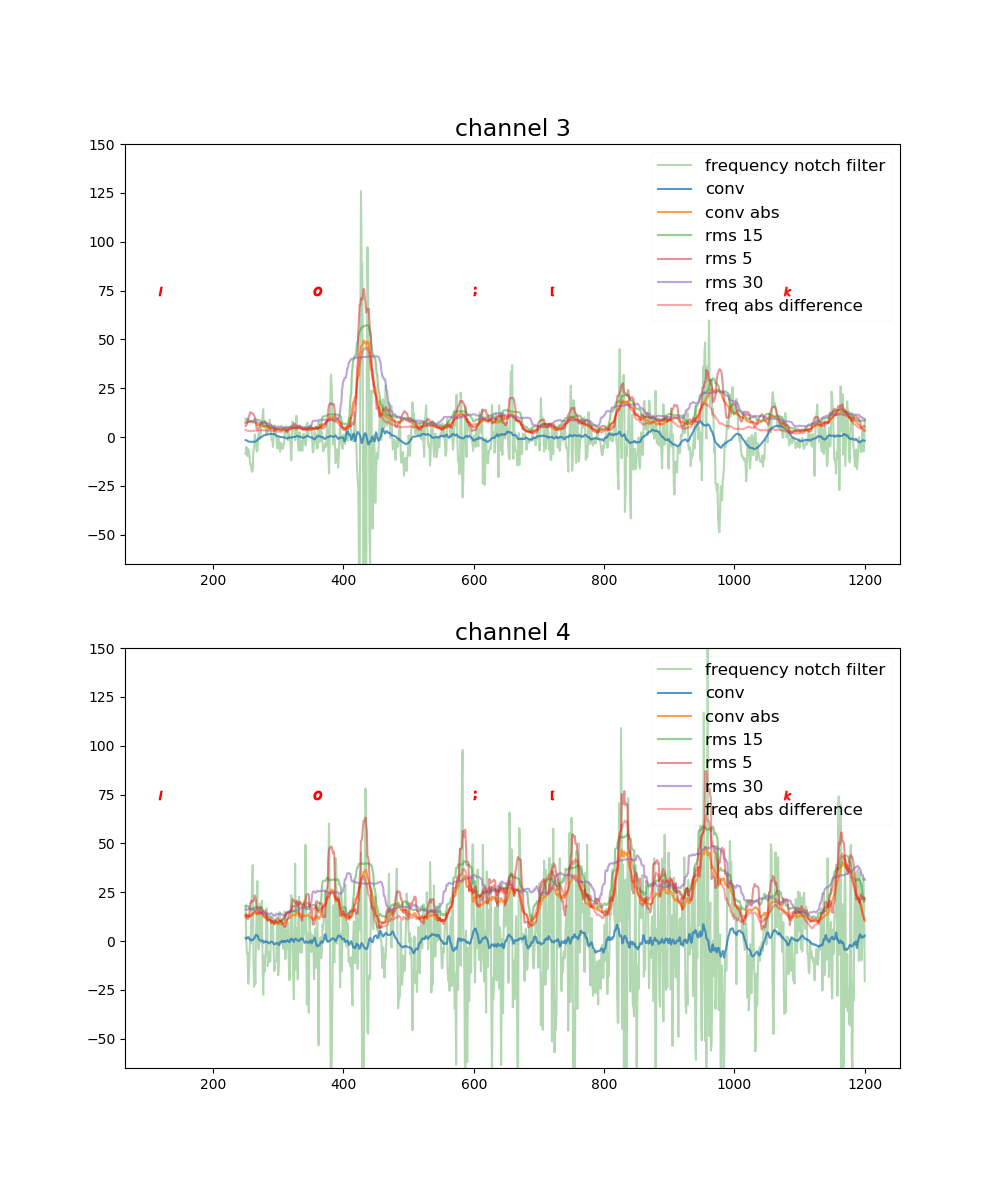 channel 3
150
125
100
75
50
25
0
−25
−50
frequency notch filter
conv
conv abs
rms 15
rms 5
rms 30
freq abs difference
O ; [ k
200 400 600 800 1000 1200
channel 4
150
125
100
75
50
25
0
−25
−50
frequency notch filter
conv
conv abs
rms 15
rms 5
rms 30
freq abs difference
O ; [ k
200 400 600 800 1000 1200